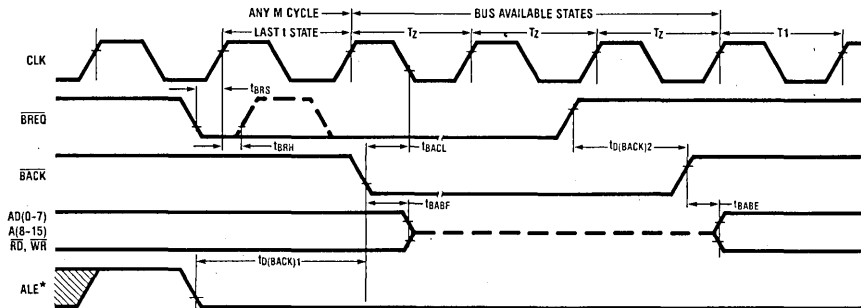 ANY M CYCLE
BUS AVAILABLE STATES
LAST t STATE
TZ
TZ
TZ
T1
CLK
tBRS
BREQ
tBRH
tBACL
tD(BACK)2
BACK
tBABF
tBABE
AD(0-7)
A(8-15)
RD, WR
tD(BACK)1
ALE*